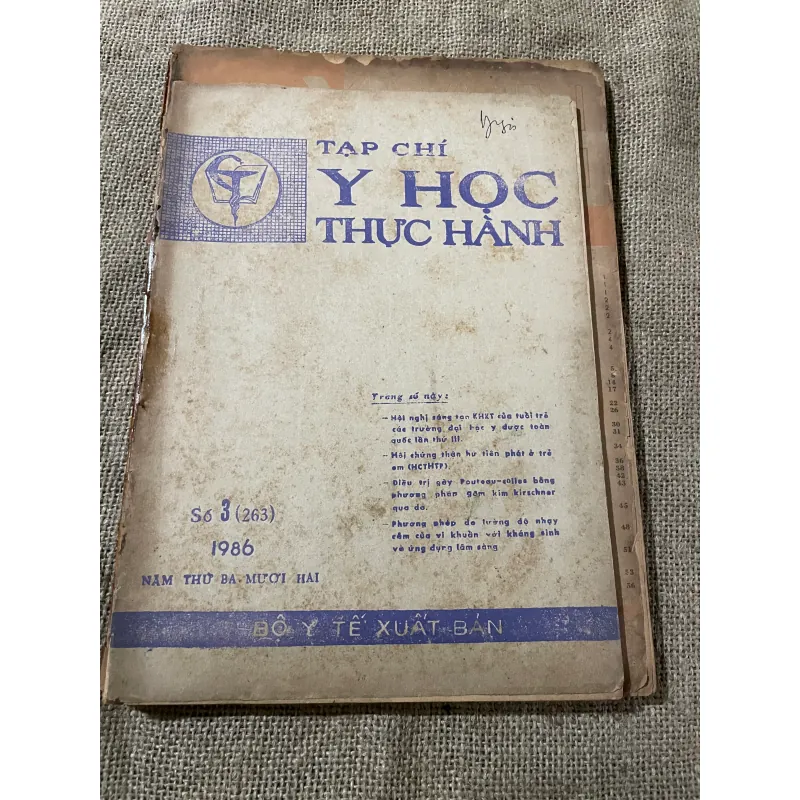 TẠP CHÍ
Y HỌC
THỰC HÀNH
Trong số này:
- Hội nghị sáng tạo KHKT của tuổi trẻ
các trường đại học y dược toàn
quốc lần thứ III.
- Hội chứng thận hư tiên phát ở trẻ
em (HCTHTP).
- Điều trị gãy Pouteau-colles bằng
phương pháp găm kim kirschner
qua da.
- Phương pháp đo lường độ nhạy
cảm của vi khuẩn với kháng sinh
và ứng dụng lâm sàng
Số 3 (263)
1986
NĂM THỨ BA MƯƠI HAI
BỘ Y TẾ XUẤT BẢN